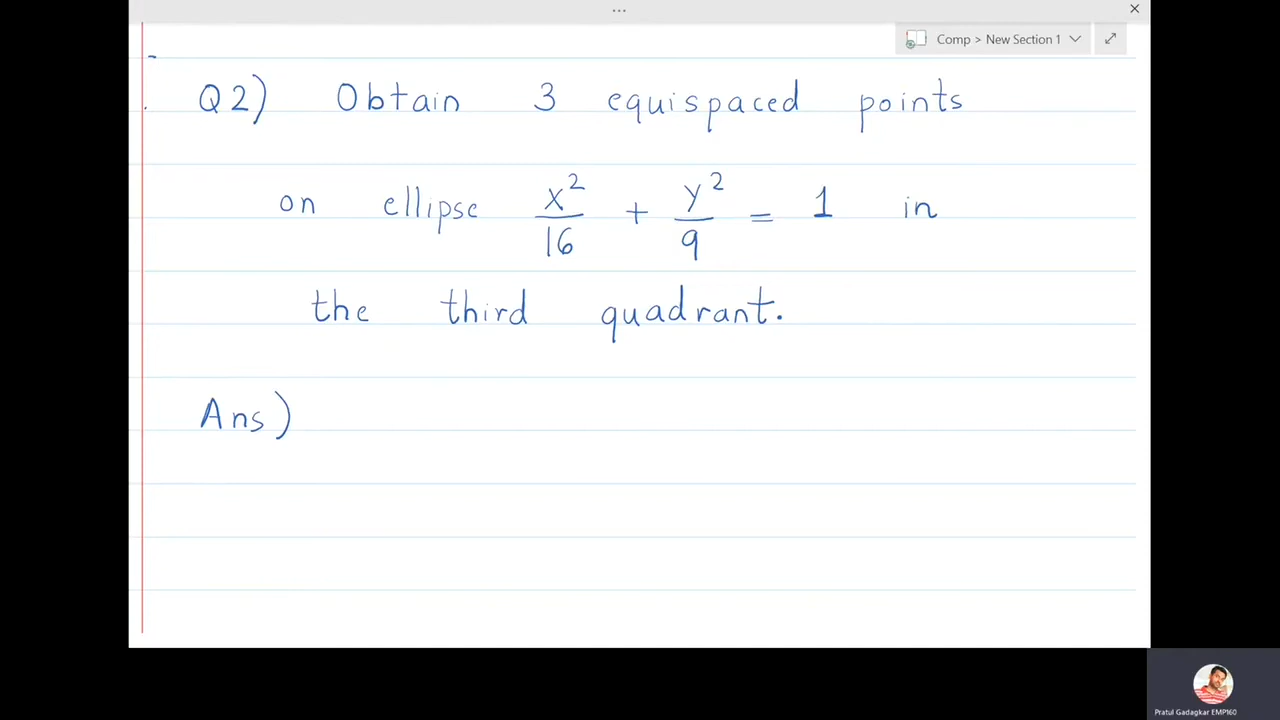 ...
Comp > New Section 1
Q2) Obtain 3 equispaced points
on ellipse x²/16 + y²/9 = 1 in
the third quadrant.
Ans)
Pratul Gadagkar EMP160